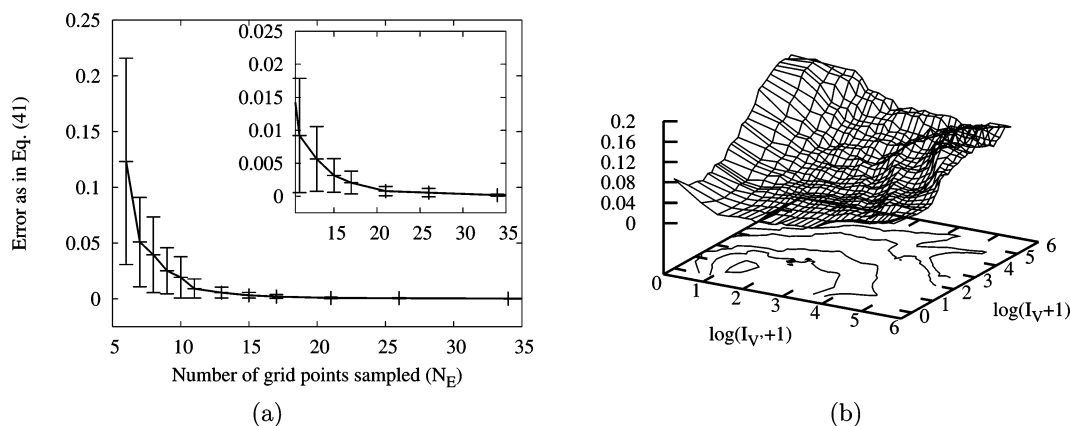 0.25
0.2
0.15
0.1
0.05
0
Error as in Eq. (41)
5 10 15 20 25 30 35
Number of grid points sampled (N_E)
0.025
0.02
0.015
0.01
0.005
0
15 20 25 30 35
(a)
0.2
0.16
0.12
0.08
0.04
0
0 1 2 3 4 5 6
log(I_V'+1)
0 1 2 3 4 5 6
log(I_V+1)
(b)